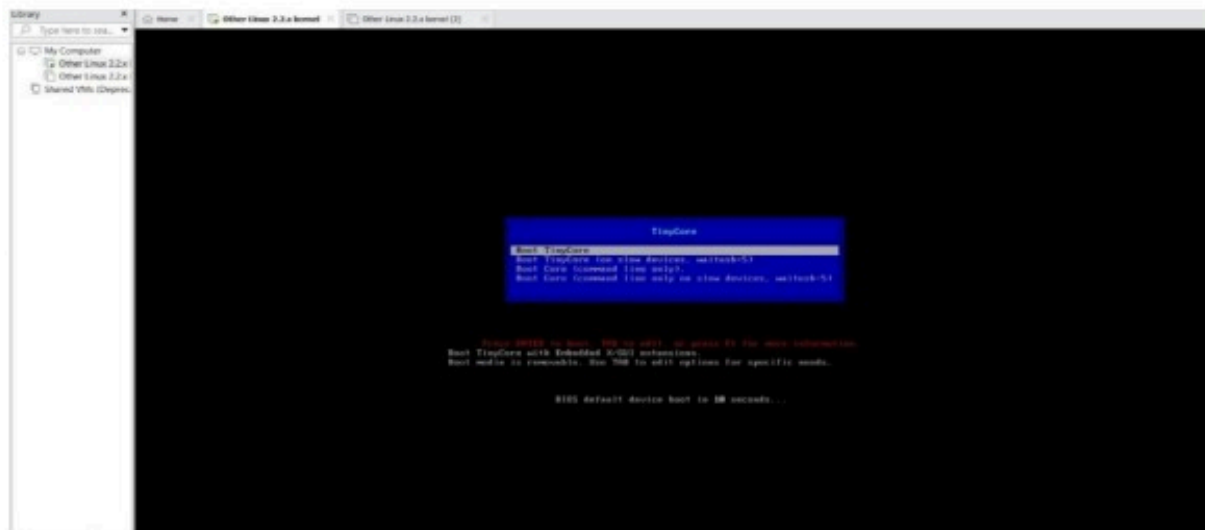 Library
Home
Other Linux 2.2.x kernel
Other Linux 2.2.x kernel (2)
Type here to sea...
My Computer
Other Linux 2.2.x
Other Linux 2.2.x
Shared VMs (Deprec
TinyCore
Boot TinyCore
Boot TinyCore (on slow devices, waitusb=5)
Boot Core (command line only).
Boot Core (command line only on slow devices, waitusb=5)
Press ENTER to boot, TAB to edit, or press F1 for more information.
Boot TinyCore with Embedded X/GUI extensions.
Boot media is removable. Use TAB to edit options for specific needs.
BIOS default device boot in 10 seconds...